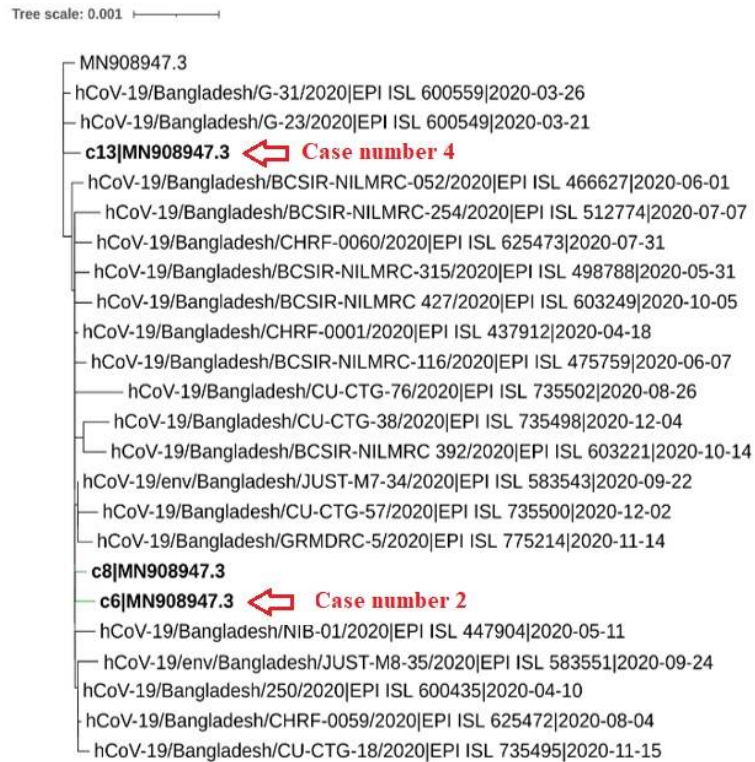 Tree scale: 0.001
MN908947.3
hCoV-19/Bangladesh/G-31/2020|EPI ISL 600559|2020-03-26
hCoV-19/Bangladesh/G-23/2020|EPI ISL 600549|2020-03-21
c13|MN908947.3 Case number 4
hCoV-19/Bangladesh/BCSIR-NILMRC-052/2020|EPI ISL 466627|2020-06-01
hCoV-19/Bangladesh/BCSIR-NILMRC-254/2020|EPI ISL 512774|2020-07-07
hCoV-19/Bangladesh/CHRF-0060/2020|EPI ISL 625473|2020-07-31
hCoV-19/Bangladesh/BCSIR-NILMRC-315/2020|EPI ISL 498788|2020-05-31
hCoV-19/Bangladesh/BCSIR-NILMRC 427/2020|EPI ISL 603249|2020-10-05
hCoV-19/Bangladesh/CHRF-0001/2020|EPI ISL 437912|2020-04-18
hCoV-19/Bangladesh/BCSIR-NILMRC-116/2020|EPI ISL 475759|2020-06-07
hCoV-19/Bangladesh/CU-CTG-76/2020|EPI ISL 735502|2020-08-26
hCoV-19/Bangladesh/CU-CTG-38/2020|EPI ISL 735498|2020-12-04
hCoV-19/Bangladesh/BCSIR-NILMRC 392/2020|EPI ISL 603221|2020-10-14
hCoV-19/env/Bangladesh/JUST-M7-34/2020|EPI ISL 583543|2020-09-22
hCoV-19/Bangladesh/CU-CTG-57/2020|EPI ISL 735500|2020-12-02
hCoV-19/Bangladesh/GRMDRC-5/2020|EPI ISL 775214|2020-11-14
c8|MN908947.3
c6|MN908947.3 Case number 2
hCoV-19/Bangladesh/NIB-01/2020|EPI ISL 447904|2020-05-11
hCoV-19/env/Bangladesh/JUST-M8-35/2020|EPI ISL 583551|2020-09-24
hCoV-19/Bangladesh/250/2020|EPI ISL 600435|2020-04-10
hCoV-19/Bangladesh/CHRF-0059/2020|EPI ISL 625472|2020-08-04
hCoV-19/Bangladesh/CU-CTG-18/2020|EPI ISL 735495|2020-11-15